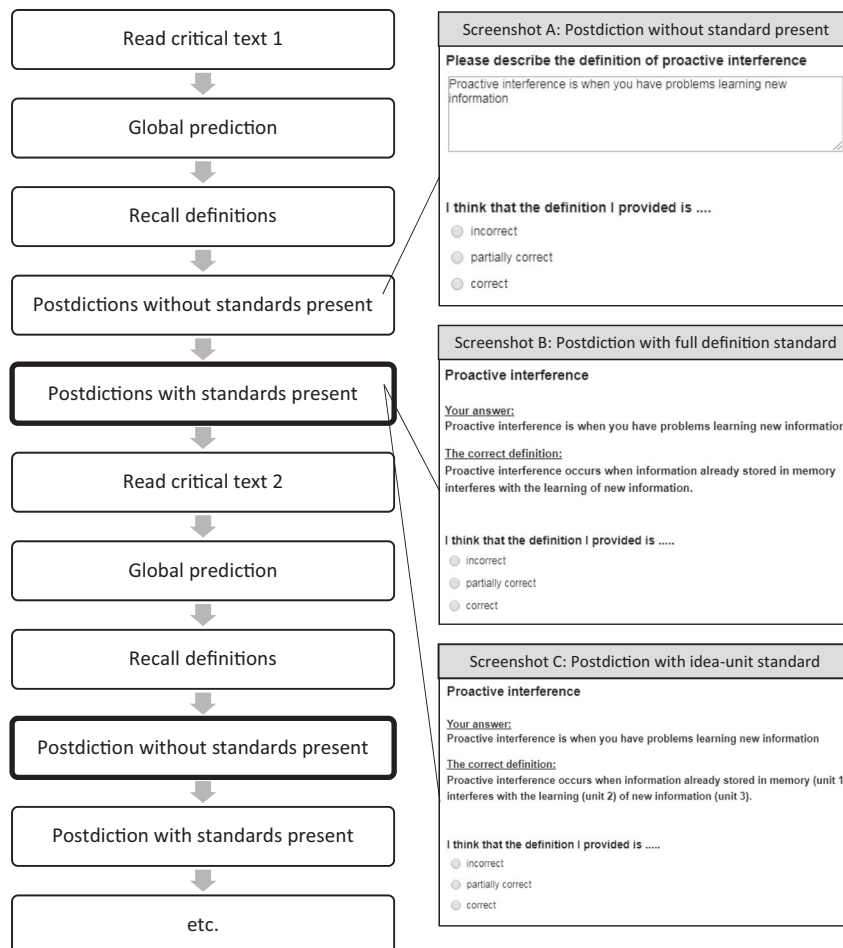 Read critical text 1
Global prediction
Recall definitions
Postdictions without standards present
Postdictions with standards present
Read critical text 2
Global prediction
Recall definitions
Postdiction without standards present
Postdiction with standards present
etc.
Screenshot A: Postdiction without standard present
Please describe the definition of proactive interference
Proactive interference is when you have problems learning new
information
I think that the definition I provided is ....
incorrect
partially correct
correct
Screenshot B: Postdiction with full definition standard
Proactive interference
Your answer:
Proactive interference is when you have problems learning new information
The correct definition:
Proactive interference occurs when information already stored in memory
interferes with the learning of new information.
I think that the definition I provided is .....
incorrect
partially correct
correct
Screenshot C: Postdiction with idea-unit standard
Proactive interference
Your answer:
Proactive interference is when you have problems learning new information
The correct definition:
Proactive interference occurs when information already stored in memory (unit 1
interferes with the learning (unit 2) of new information (unit 3).
I think that the definition I provided is .....
incorrect
partially correct
correct